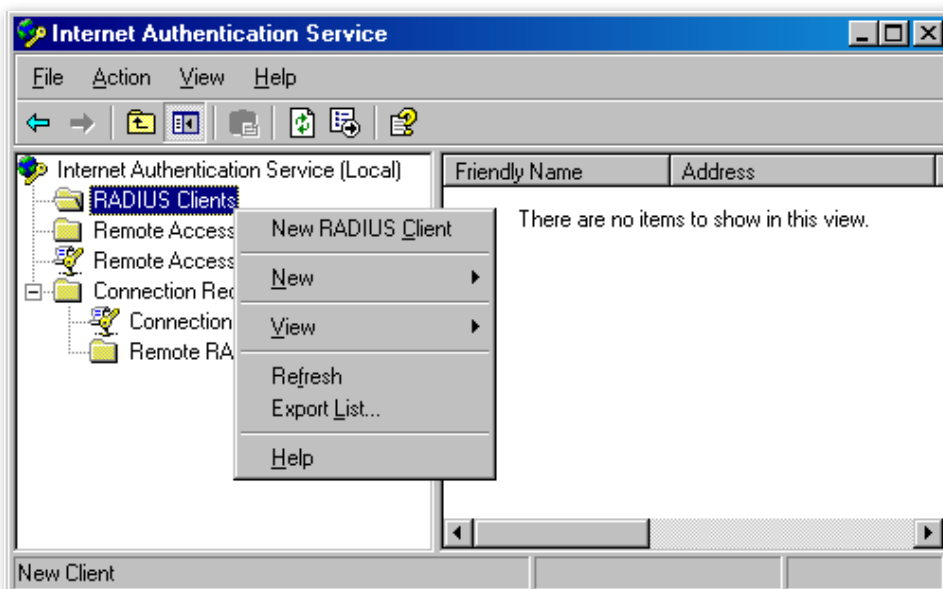 Internet Authentication Service
File Action View Help
Internet Authentication Service (Local)
RADIUS Clients
Remote Access
Remote Access
Connection Rec
Connection
Remote RA
New RADIUS Client
New
View
Refresh
Export List...
Help
Friendly Name Address
There are no items to show in this view.
New Client